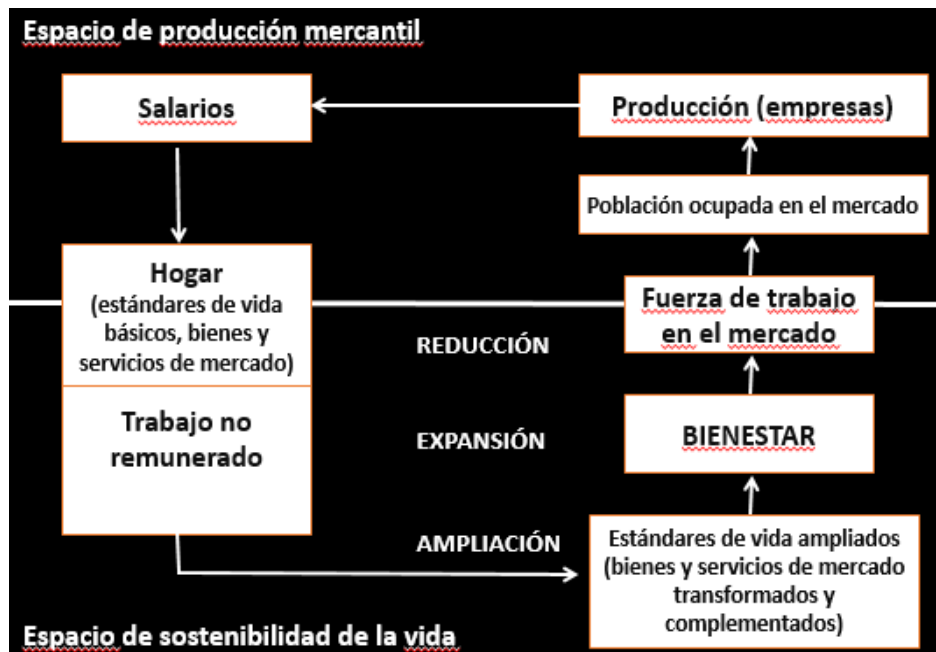 Espacio de producción mercantil
Salarios
Producción (empresas)
Población ocupada en el mercado
Hogar
(estándares de vida
básicos, bienes y
servicios de mercado)
Fuerza de trabajo
en el mercado
REDUCCIÓN
Trabajo no
remunerado
EXPANSIÓN
BIENESTAR
AMPLIACIÓN
Estándares de vida ampliados
(bienes y servicios de mercado
transformados y
complementados)
Espacio de sostenibilidad de la vida